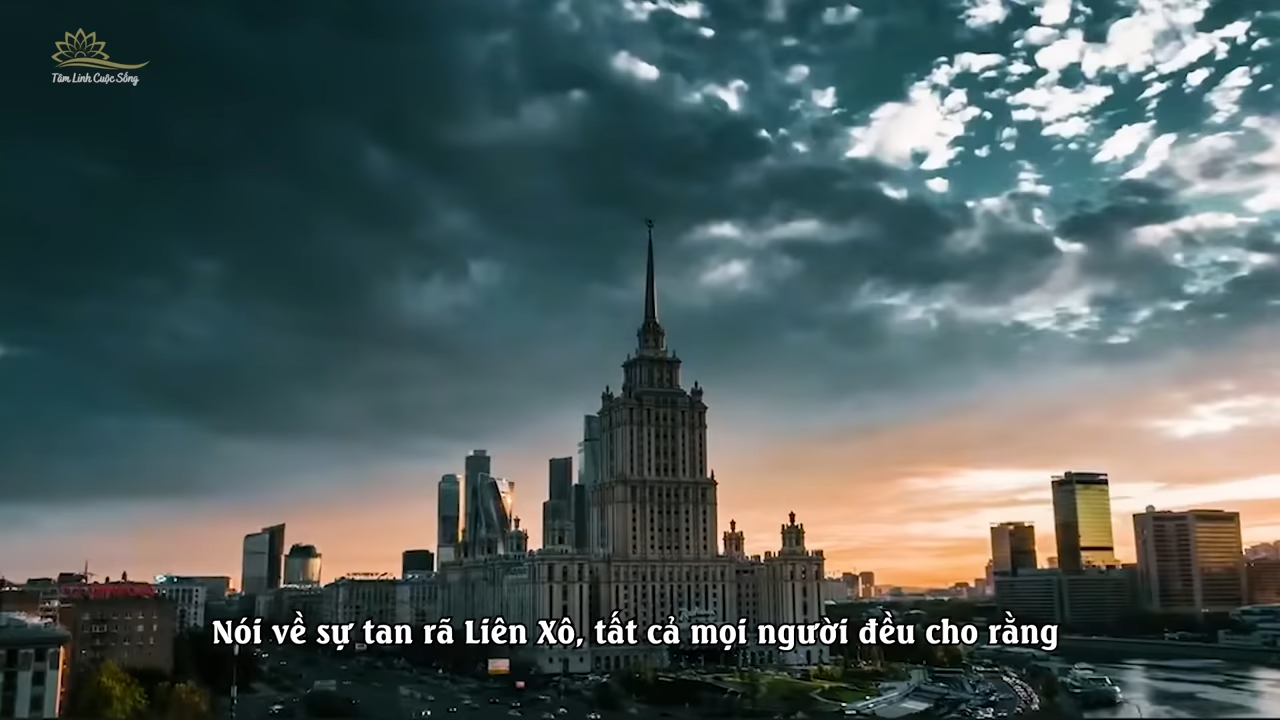 Tâm Linh Cuộc Sống
Nói về sự tan rã Liên Xô, tất cả mọi người đều cho rằng